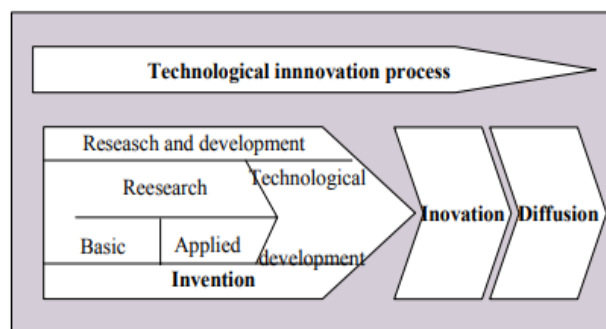 Technological innnovation process
Reseasch and development
Technological
Reesearch
Inovation
Diffusion
Basic
Applied
development
Invention